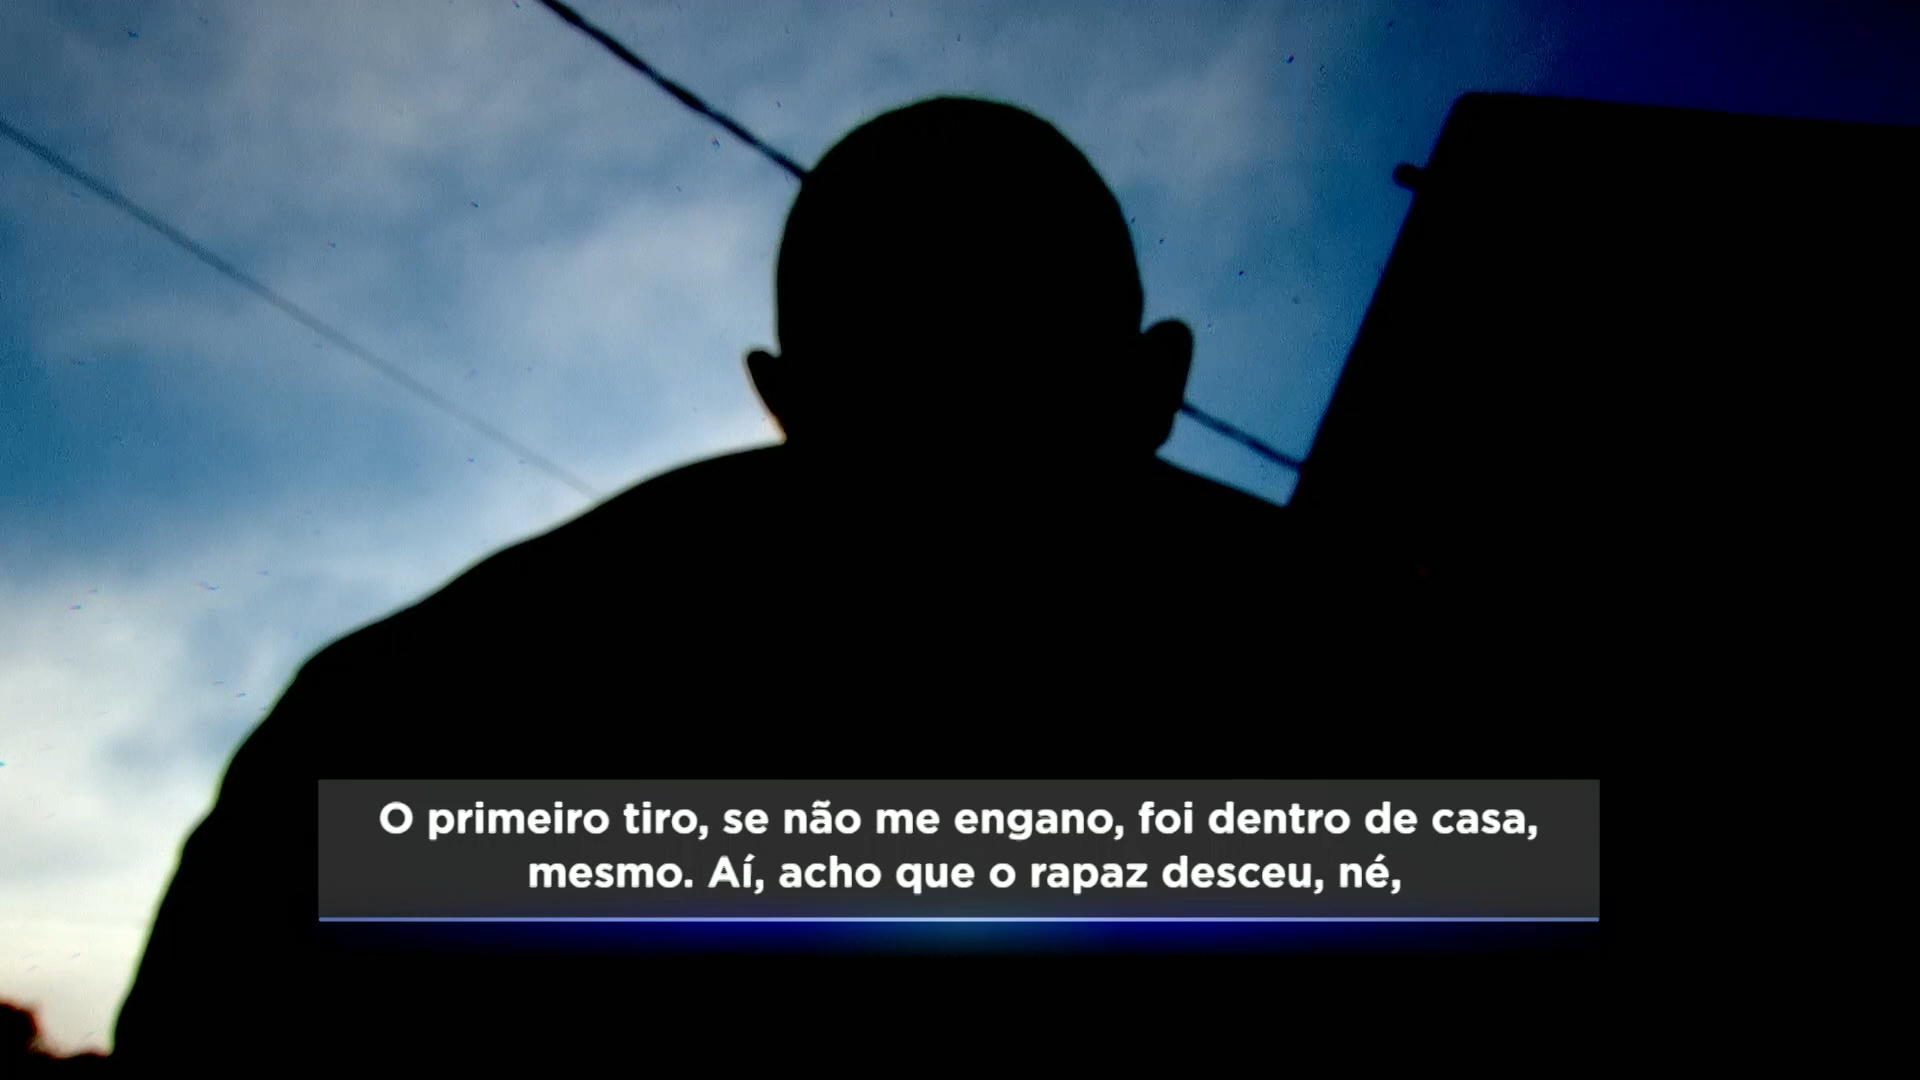 O primeiro tiro, se não me engano, foi dentro de casa,
mesmo. Aí, acho que o rapaz desceu, né,